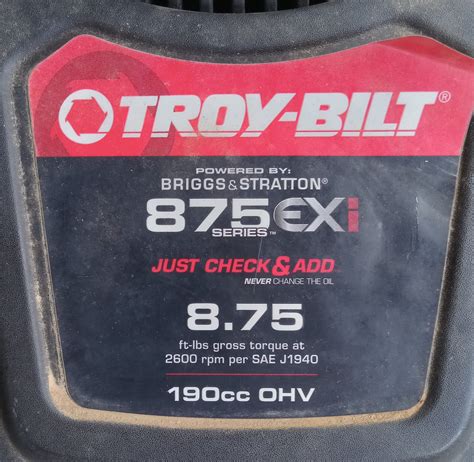 TROY-BILT®
POWERED BY:
BRIGGS&STRATTON®
875EXi
SERIES™
JUST CHECK & ADD™
NEVER CHANGE THE OIL
8.75
ft-lbs gross torque at
2600 rpm per SAE J1940
190cc OHV